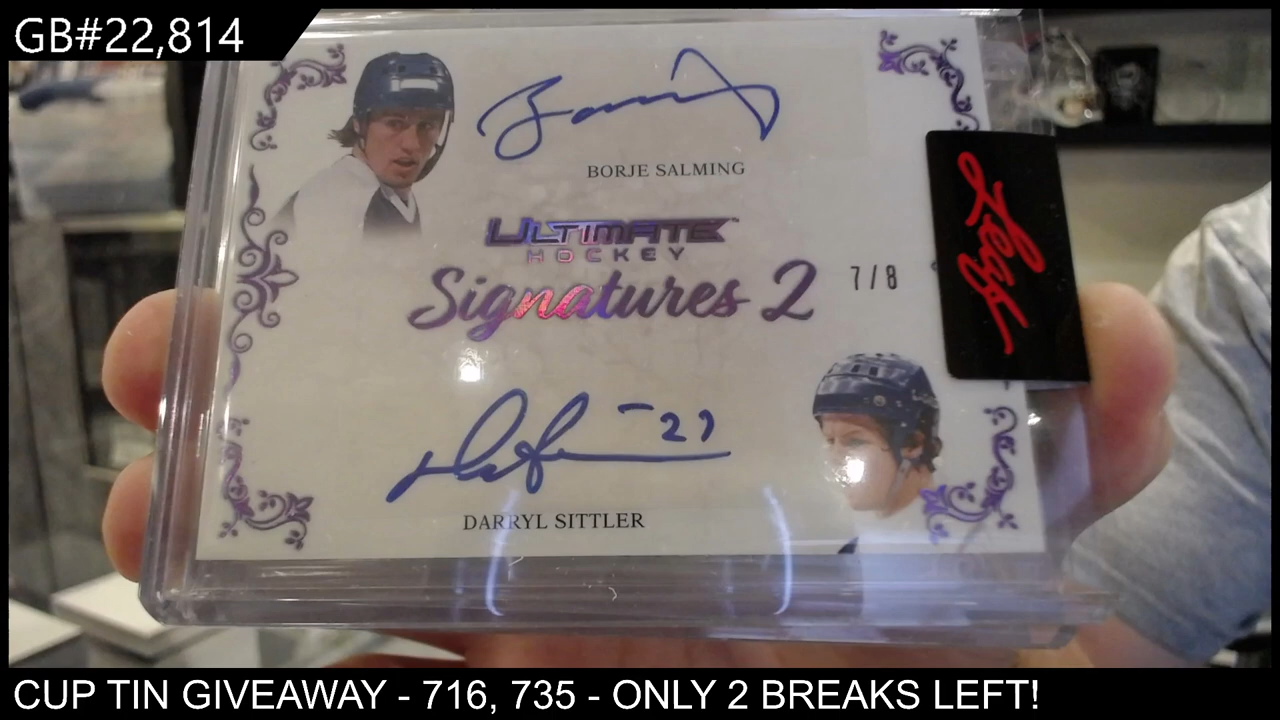 GB#22,814
BORJE SALMING
ULTIMATE
HOCKEY
Signatures 2
7/8
Leaf
-27
DARRYL SITTLER
CUP TIN GIVEAWAY - 716, 735 - ONLY 2 BREAKS LEFT!